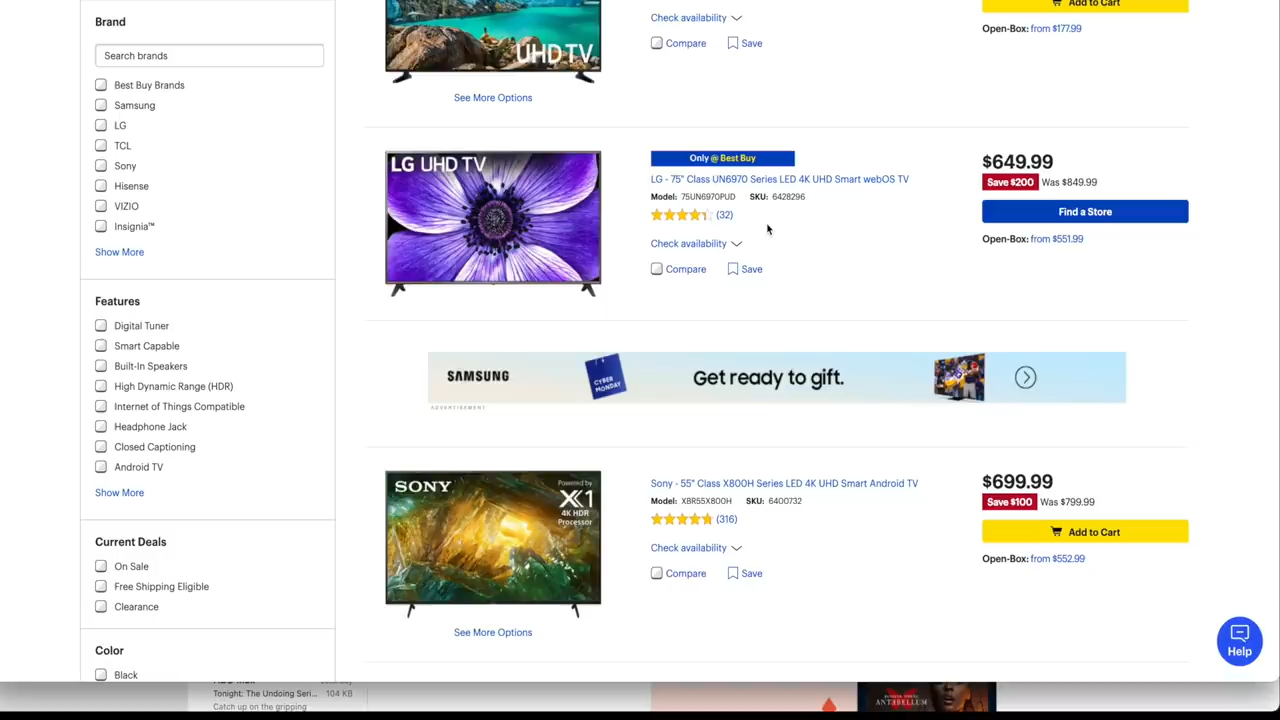 Brand
Search brands
Best Buy Brands
Samsung
LG
TCL
Sony
Hisense
VIZIO
Insignia™
Show More
Features
Digital Tuner
Smart Capable
Built-In Speakers
High Dynamic Range (HDR)
Internet of Things Compatible
Headphone Jack
Closed Captioning
Android TV
Show More
Current Deals
On Sale
Free Shipping Eligible
Clearance
Color
Black
UHD TV
See More Options
Check availability
Compare
Save
Add to Cart
Open-Box: from $177.99
LG UHD TV
Only @ Best Buy
LG - 75" Class UN6970 Series LED 4K UHD Smart webOS TV
Model: 75UN6970PUD SKU: 6428296
(32)
Check availability
Compare
Save
$649.99
Save $200 Was $849.99
Find a Store
Open-Box: from $551.99
SAMSUNG
CYBER
MONDAY
Get ready to gift.
ADVERTISEMENT
SONY
Powered by
X1
4K HDR
Processor
See More Options
Sony - 55" Class X800H Series LED 4K UHD Smart Android TV
Model: XBR55X800H SKU: 6400732
(316)
Check availability
Compare
Save
$699.99
Save $100 Was $799.99
Add to Cart
Open-Box: from $552.99
Help
Tonight: The Undoing Seri... 104 KB
Catch up on the gripping
ANTEBELLUM